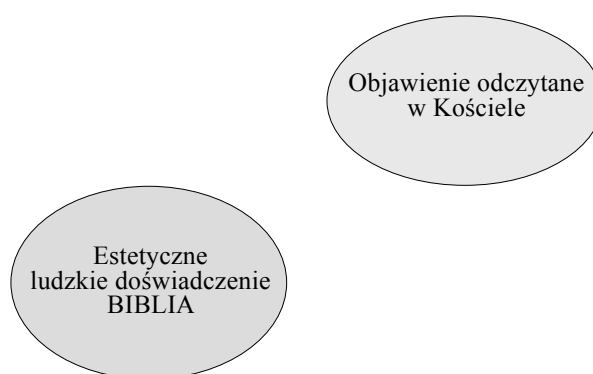 Objawienie odczytane
w Kościele
Estetyczne
ludzkie doświadczenie
BIBLIA